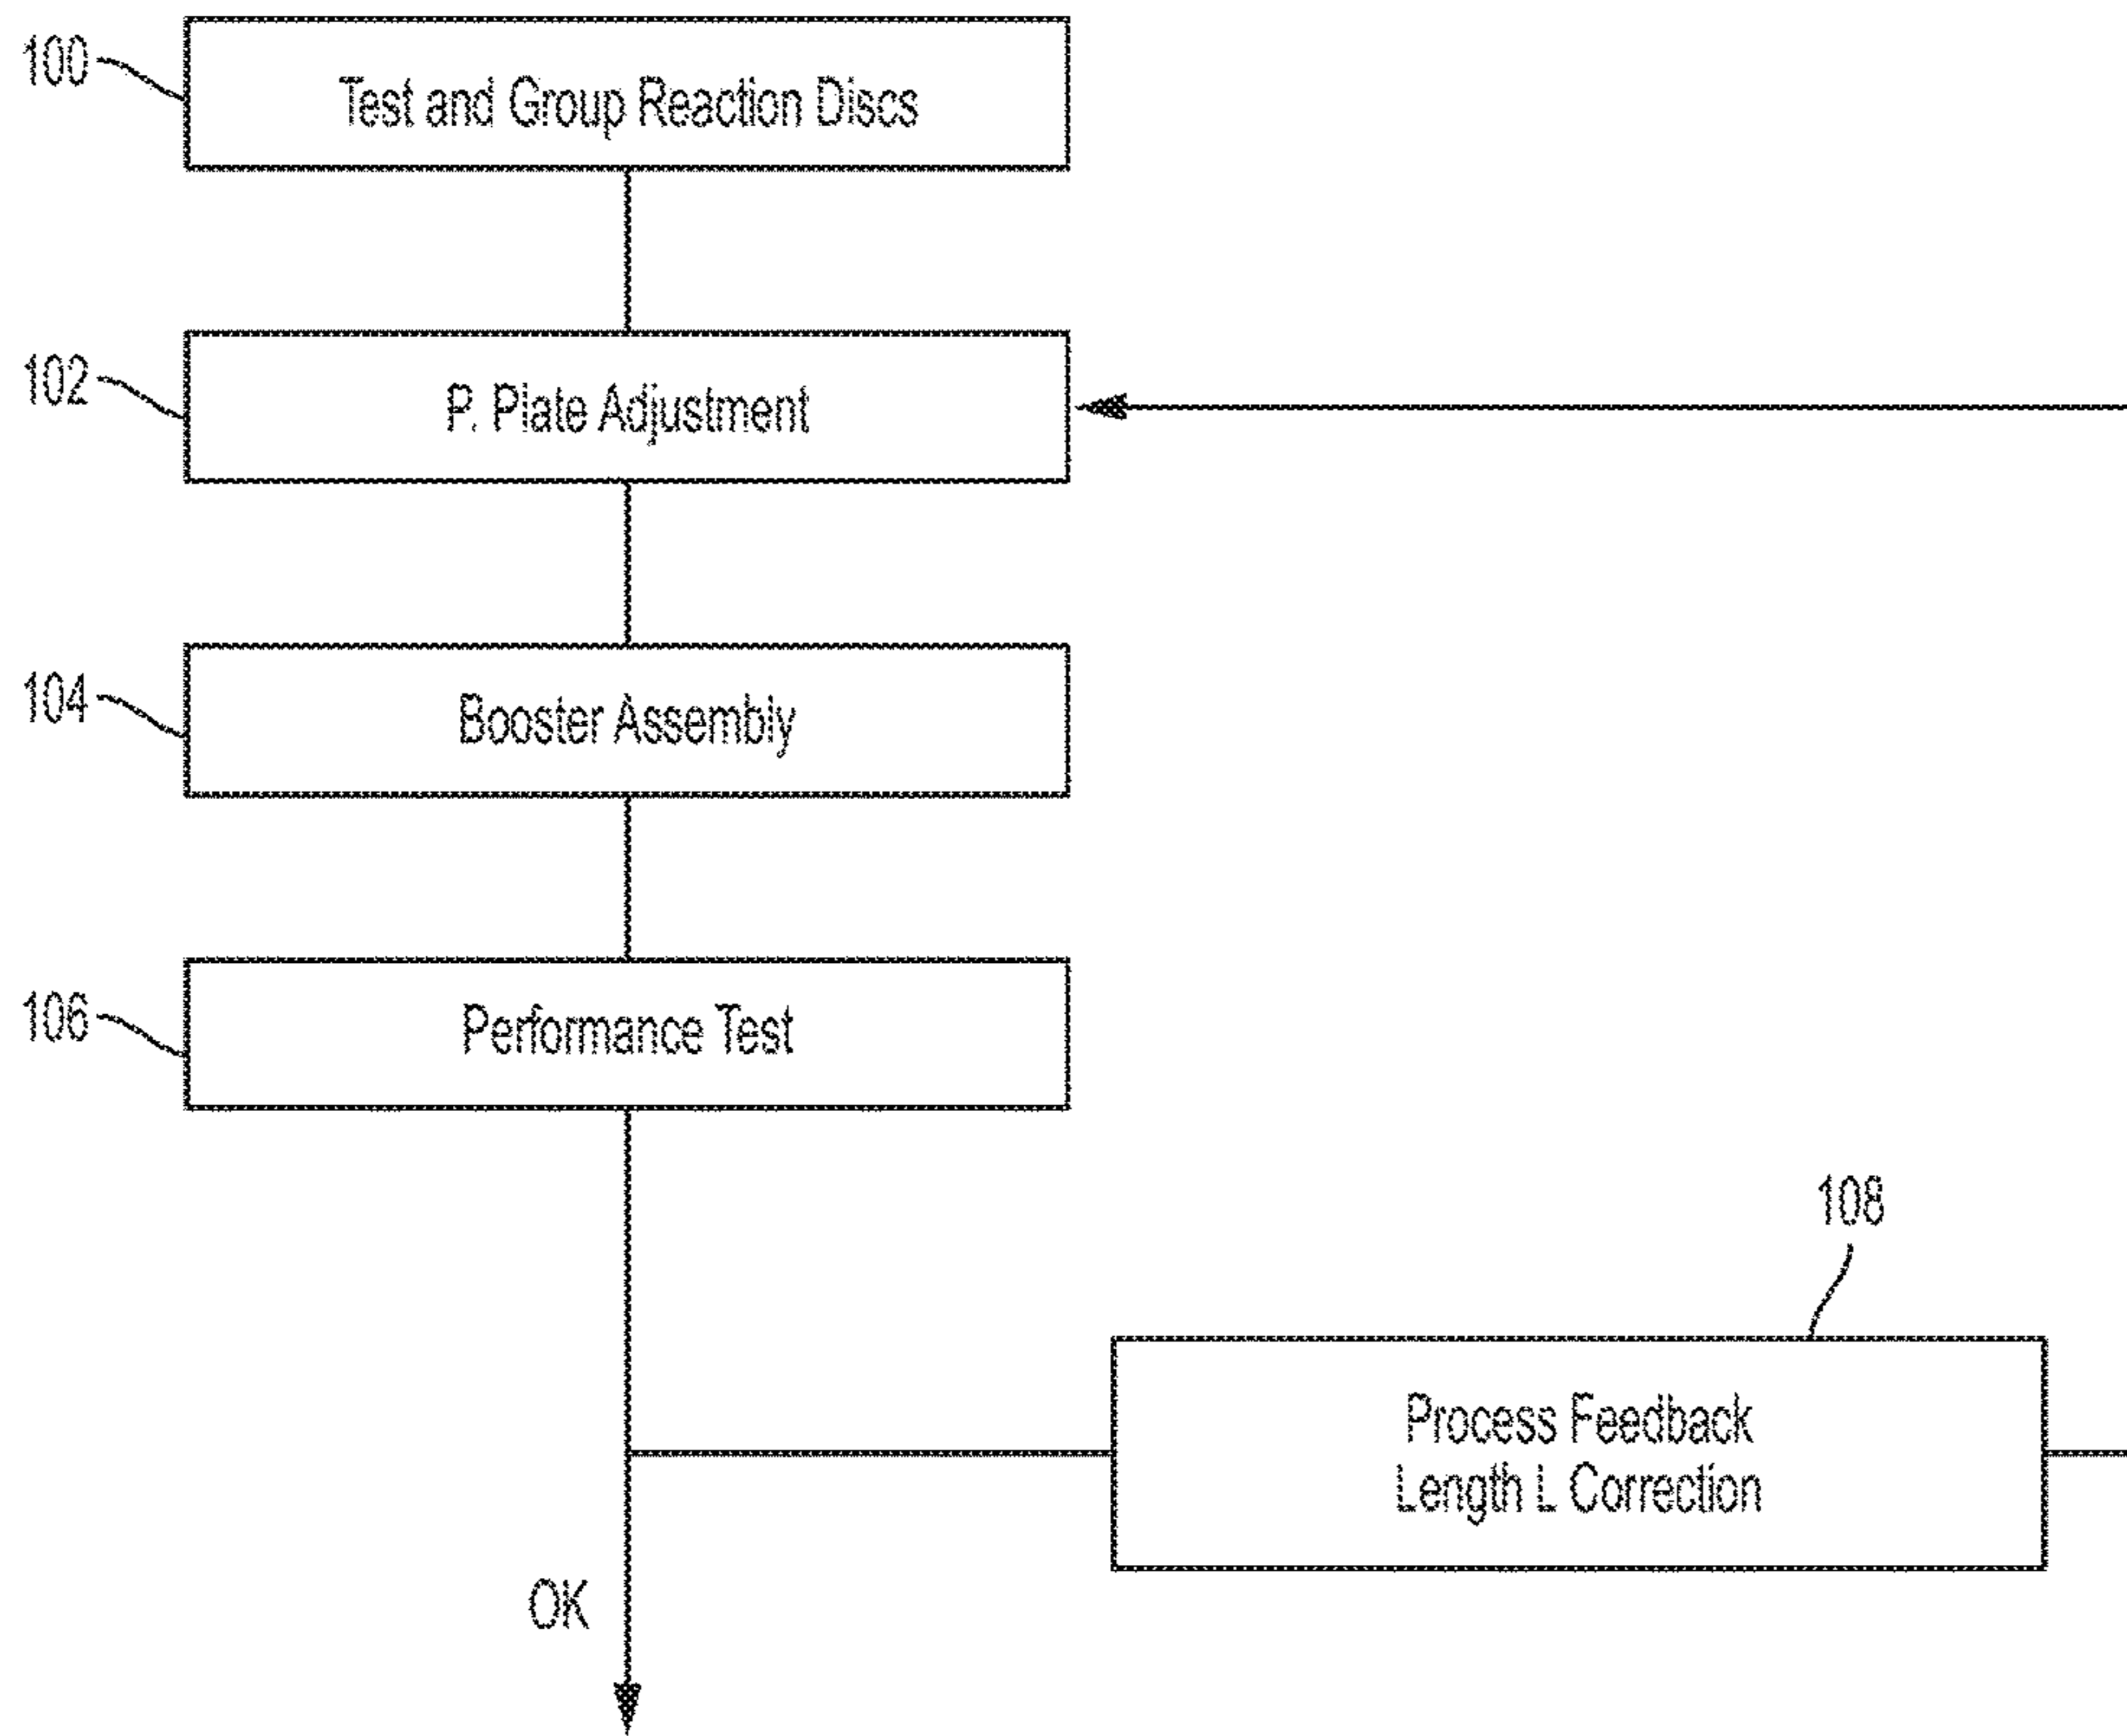 100
Test and Group Reaction Discs
102
P. Plate Adjustment
104
Booster Assembly
106
Performance Test
108
Process Feedback
Length L Correction
OK